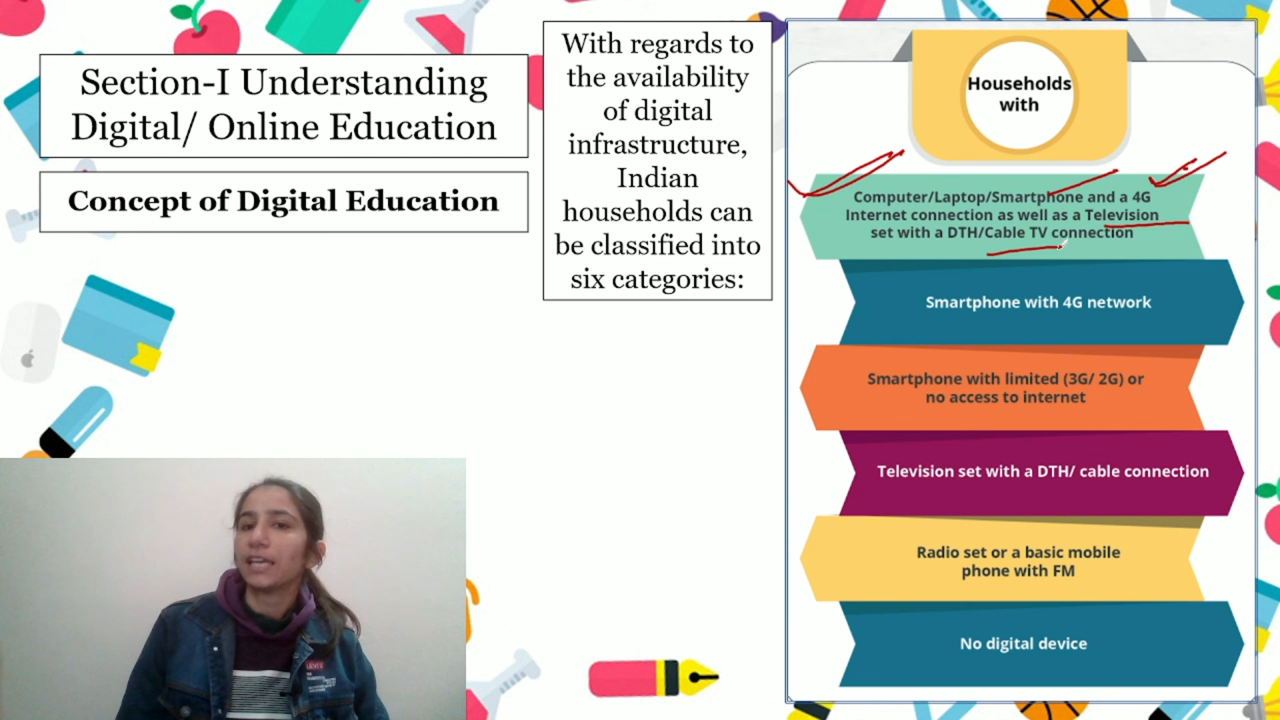 Section-I Understanding
Digital/ Online Education
Concept of Digital Education
With regards to
the availability
of digital
infrastructure,
Indian
households can
be classified into
six categories:
Households
with
Computer/Laptop/Smartphone and a 4G
Internet connection as well as a Television
set with a DTH/Cable TV connection
Smartphone with 4G network
Smartphone with limited (3G/ 2G) or
no access to internet
Television set with a DTH/ cable connection
Radio set or a basic mobile
phone with FM
No digital device